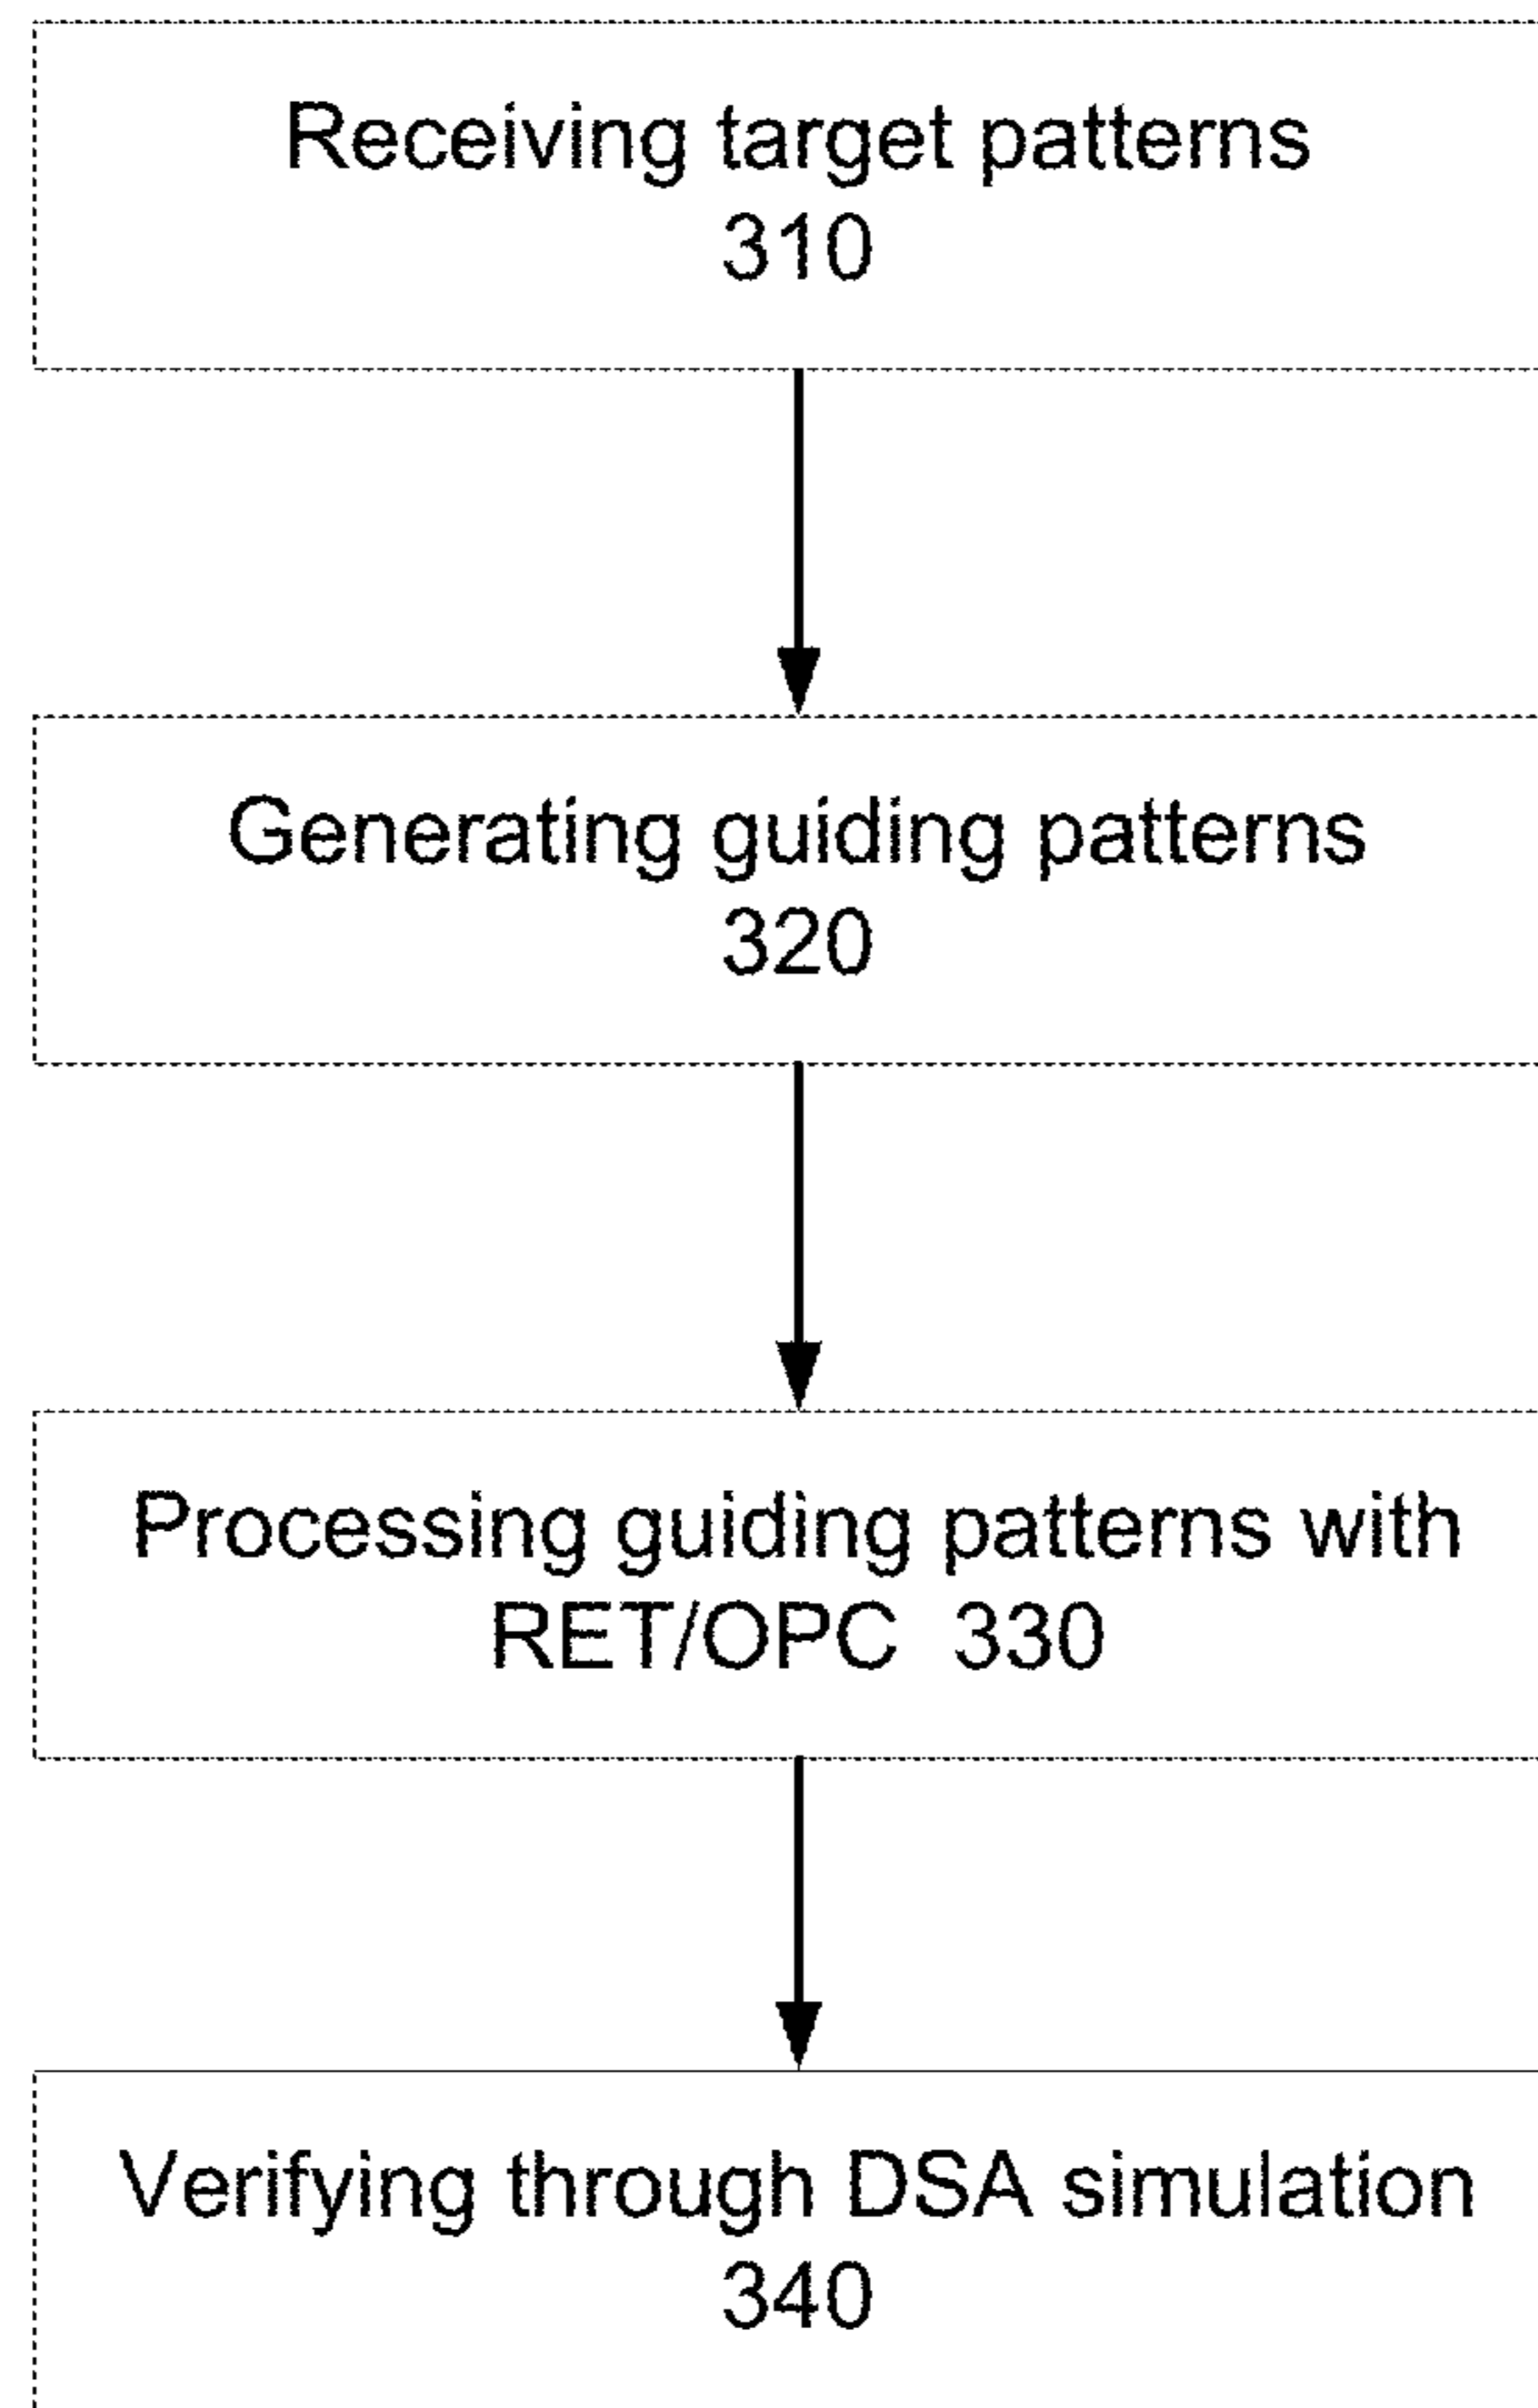 Receiving target patterns
310
Generating guiding patterns
320
Processing guiding patterns with
RET/OPC 330
Verifying through DSA simulation
340